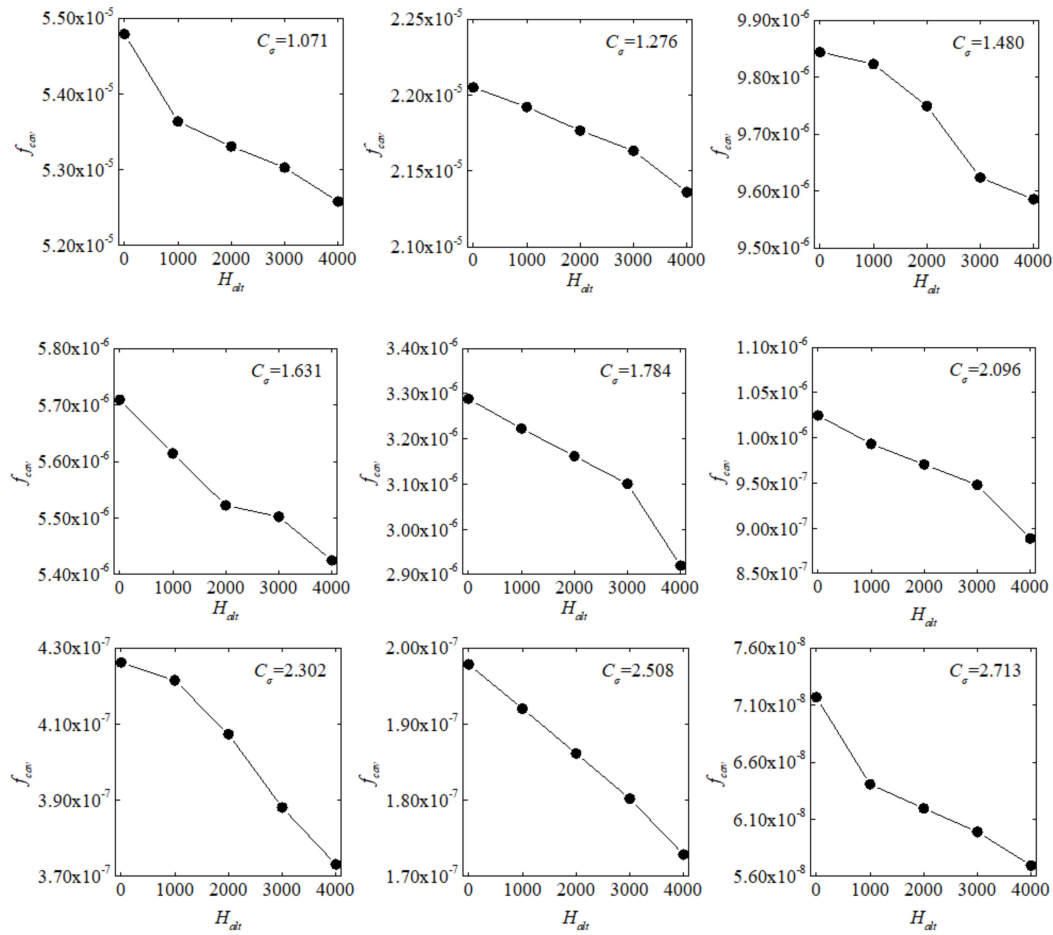 5.50x10⁻⁵
5.40x10⁻⁵
5.30x10⁻⁵
5.20x10⁻⁵
f_cav
C_σ=1.071
0 1000 2000 3000 4000
H_alt
2.25x10⁻⁵
2.20x10⁻⁵
2.15x10⁻⁵
2.10x10⁻⁵
f_cav
C_σ=1.276
0 1000 2000 3000 4000
H_alt
9.90x10⁻⁶
9.80x10⁻⁶
9.70x10⁻⁶
9.60x10⁻⁶
9.50x10⁻⁶
f_cav
C_σ=1.480
0 1000 2000 3000 4000
H_alt
5.80x10⁻⁶
5.70x10⁻⁶
5.60x10⁻⁶
5.50x10⁻⁶
5.40x10⁻⁶
f_cav
C_σ=1.631
0 1000 2000 3000 4000
H_alt
3.40x10⁻⁶
3.30x10⁻⁶
3.20x10⁻⁶
3.10x10⁻⁶
3.00x10⁻⁶
2.90x10⁻⁶
f_cav
C_σ=1.784
0 1000 2000 3000 4000
H_alt
1.10x10⁻⁶
1.05x10⁻⁶
1.00x10⁻⁶
9.50x10⁻⁷
9.00x10⁻⁷
8.50x10⁻⁷
f_cav
C_σ=2.096
0 1000 2000 3000 4000
H_alt
4.30x10⁻⁷
4.10x10⁻⁷
3.90x10⁻⁷
3.70x10⁻⁷
f_cav
C_σ=2.302
0 1000 2000 3000 4000
H_alt
2.00x10⁻⁷
1.90x10⁻⁷
1.80x10⁻⁷
1.70x10⁻⁷
f_cav
C_σ=2.508
0 1000 2000 3000 4000
H_alt
7.60x10⁻⁸
7.10x10⁻⁸
6.60x10⁻⁸
6.10x10⁻⁸
5.60x10⁻⁸
f_cav
C_σ=2.713
0 1000 2000 3000 4000
H_alt